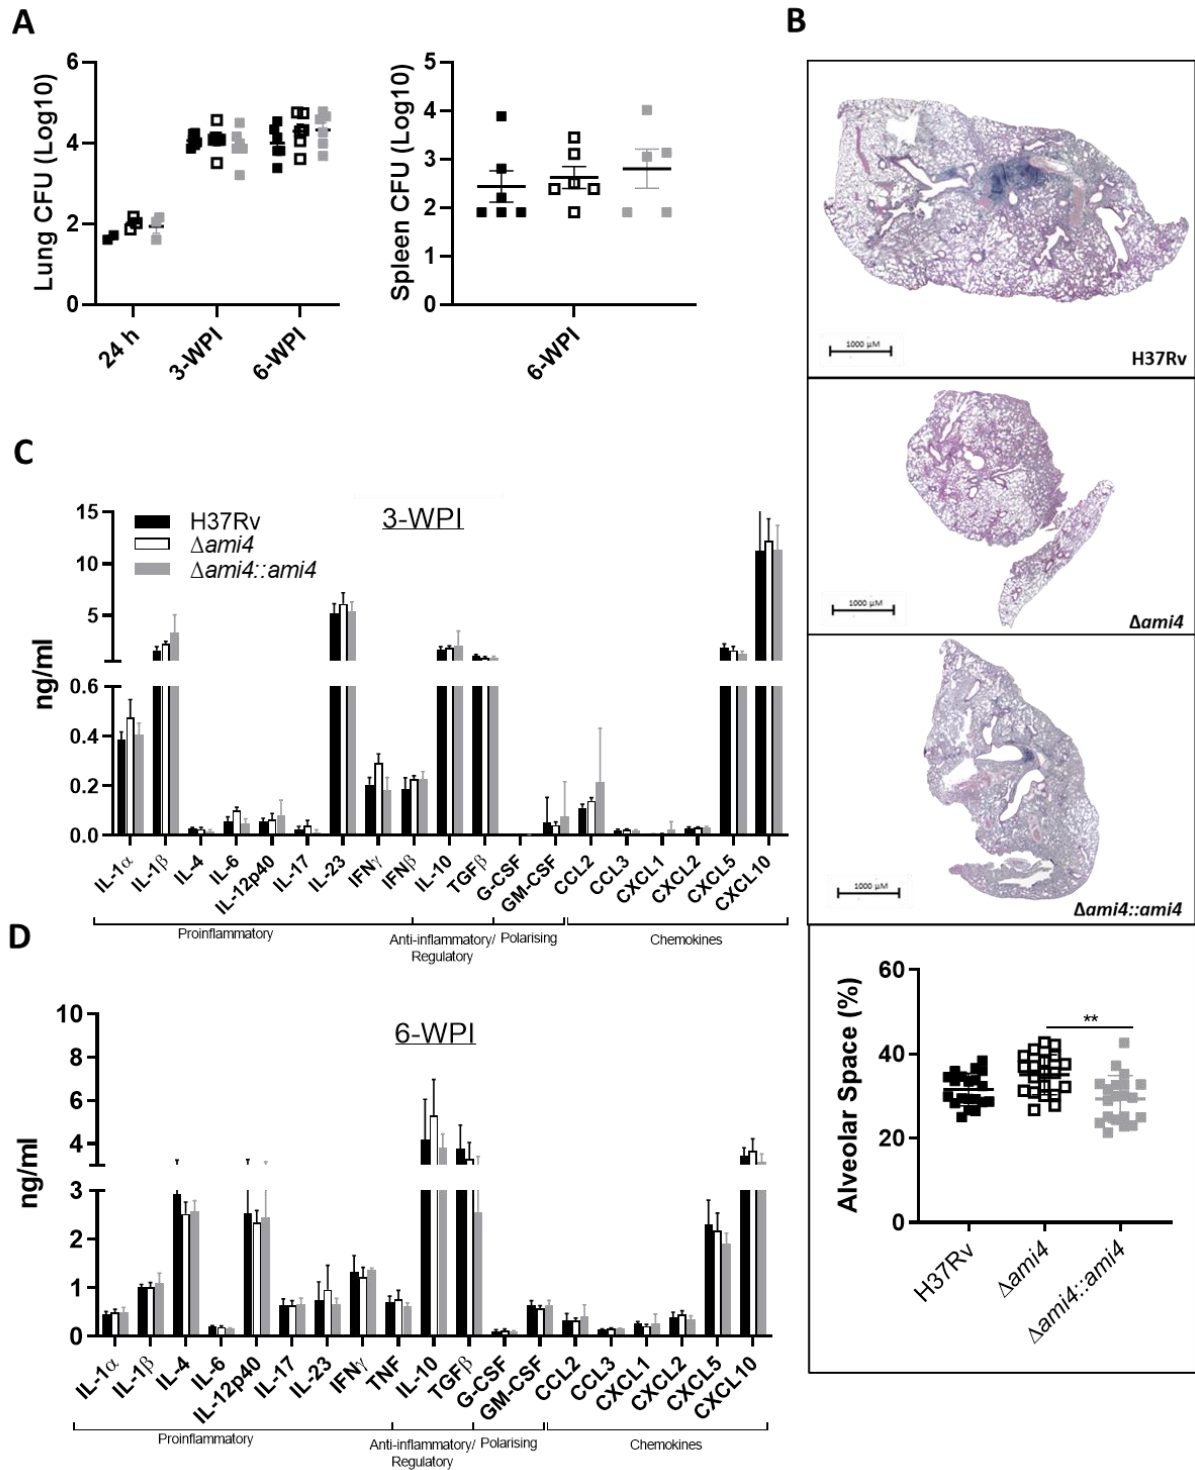 A
B
Lung CFU (Log10)
6
4
2
0
24 h
3-WPI
6-WPI
Spleen CFU (Log10)
5
4
3
2
1
0
6-WPI
1000 µM
H37Rv
1000 µM
Δami4
1000 µM
Δami4::ami4
Alveolar Space (%)
60
40
20
0
**
H37Rv
Δami4
Δami4::ami4
C
3-WPI
H37Rv
Δami4
Δami4::ami4
ng/ml
15
10
5
0.6
0.4
0.2
0.0
IL-1α
IL-1β
IL-4
IL-6
IL-12p40
IL-17
IL-23
IFNγ
IFNβ
IL-10
TGFβ
G-CSF
GM-CSF
CCL2
CCL3
CXCL1
CXCL2
CXCL5
CXCL10
Proinflammatory
Anti-inflammatory/
Regulatory
Polarising
Chemokines
D
6-WPI
ng/ml
10
8
6
4
3
2
1
0
IL-1α
IL-1β
IL-4
IL-6
IL-12p40
IL-17
IL-23
IFNγ
TNF
IL-10
TGFβ
G-CSF
GM-CSF
CCL2
CCL3
CXCL1
CXCL2
CXCL5
CXCL10
Proinflammatory
Anti-inflammatory/
Regulatory
Polarising
Chemokines